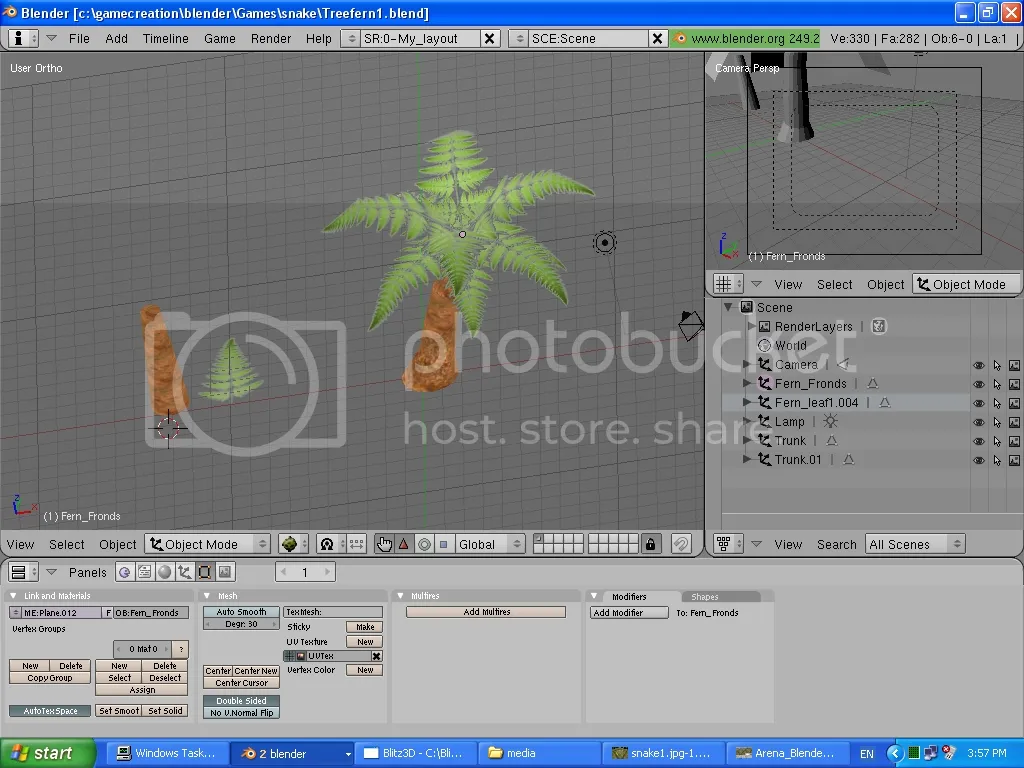 Blender [c:\gamecreation\blender\Games\snake\Treefern1.blend]
File Add Timeline Game Render Help SR:0-My_layout SCE:Scene www.blender.org 249.2 Ve:330 | Fa:282 | Ob:6-0 | La:1 |
User Ortho
Camera Persp
(1) Fern_Fronds
View Select Object Object Mode
Scene
RenderLayers
World
Camera
Fern_Fronds
Fern_leaf1.004
Lamp
Trunk
Trunk.01
photobucket
host. store. share
(1) Fern_Fronds
View Select Object Object Mode Global
View Search All Scenes
Panels 1
Link and Materials
ME:Plane.012 F OB:Fern_Fronds
Vertex Groups
0 Mat 0 ?
New Delete New Delete
Copy Group Select Deselect
Assign
AutoTexSpace Set Smoot Set Solid
Mesh
Auto Smooth
Degr: 30
TexMesh:
Sticky Make
UV Texture New
UVTex
Vertex Color New
Center Center New
Center Cursor
Double Sided
No V.Normal Flip
Multires
Add Multires
Modifiers Shapes
Add Modifier To: Fern_Fronds
start Windows Task... 2 blender Blitz3D - C:\Bli... media snake1.jpg-1.... Arena_Blende... EN 3:57 PM